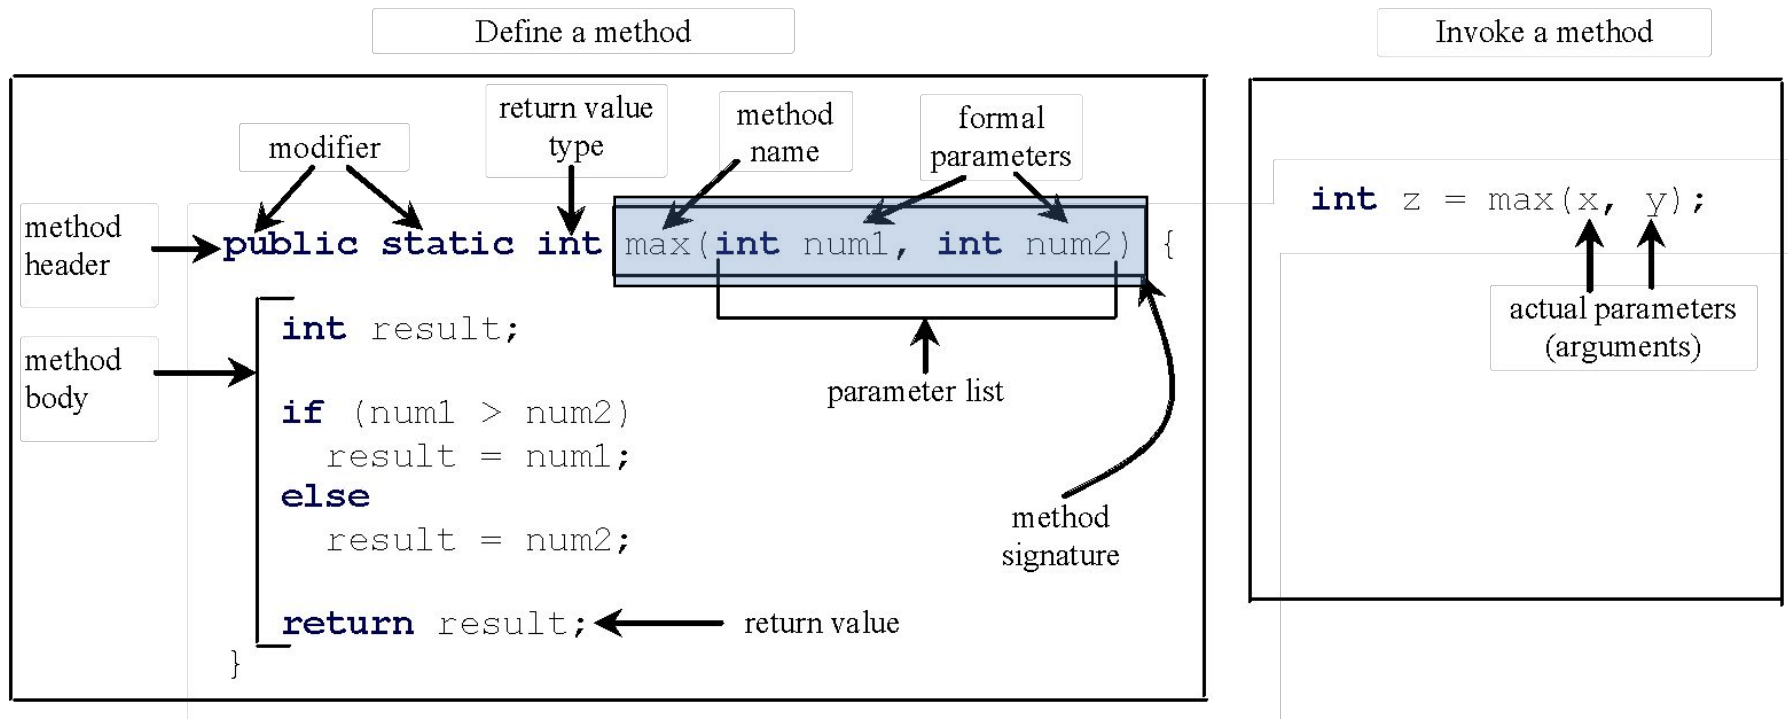 Define a method
Invoke a method
return value
type
method
name
formal
parameters
modifier
method
header
public static int max(int num1, int num2) {
int z = max(x, y);
actual parameters
(arguments)
method
body
int result;
parameter list
if (num1 > num2)
result = num1;
else
result = num2;
method
signature
return result;
return value
}